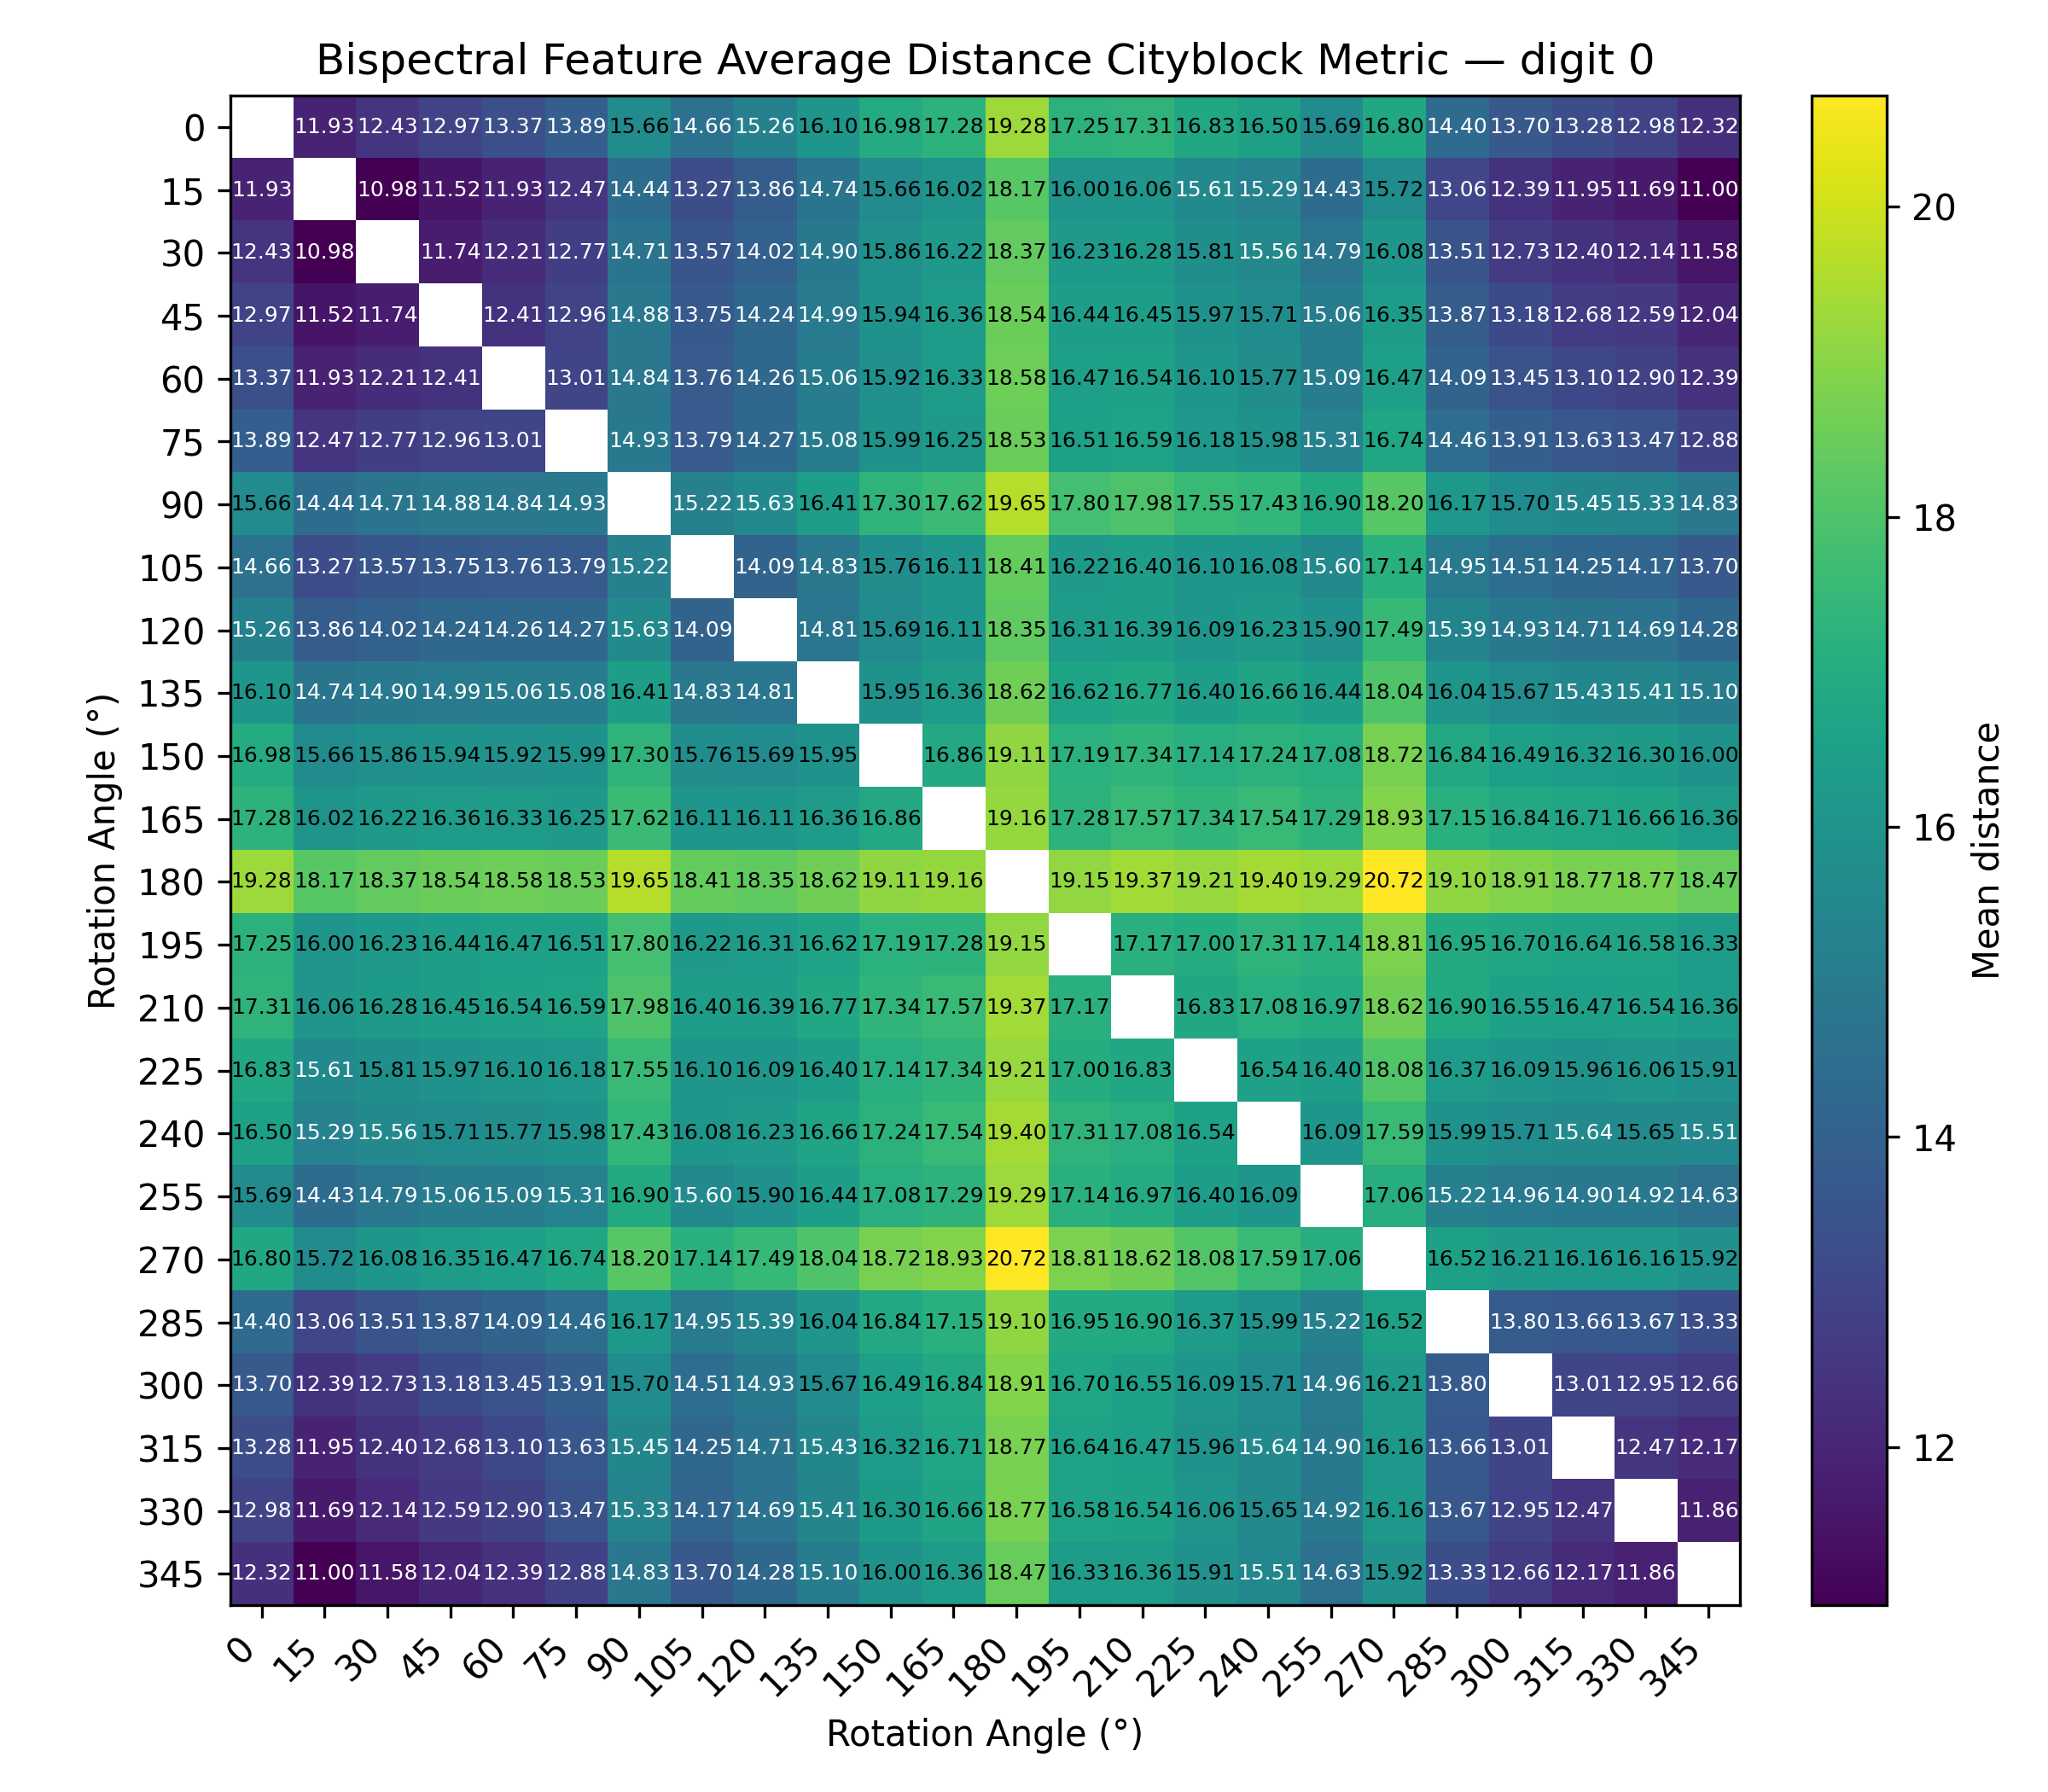 Bispectral Feature Average Distance Cityblock Metric — digit 0
0 11.93 12.43 12.97 13.37 13.89 15.66 14.66 15.26 16.10 16.98 17.28 19.28 17.25 17.31 16.83 16.50 15.69 16.80 14.40 13.70 13.28 12.98 12.32
15 11.93 10.98 11.52 11.93 12.47 14.44 13.27 13.86 14.74 15.66 16.02 18.17 16.00 16.06 15.61 15.29 14.43 15.72 13.06 12.39 11.95 11.69 11.00
30 12.43 10.98 11.74 12.21 12.77 14.71 13.57 14.02 14.90 15.86 16.22 18.37 16.23 16.28 15.81 15.56 14.79 16.08 13.51 12.73 12.40 12.14 11.58
45 12.97 11.52 11.74 12.41 12.96 14.88 13.75 14.24 14.99 15.94 16.36 18.54 16.44 16.45 15.97 15.71 15.06 16.35 13.87 13.18 12.68 12.59 12.04
60 13.37 11.93 12.21 12.41 13.01 14.84 13.76 14.26 15.06 15.92 16.33 18.58 16.47 16.54 16.10 15.77 15.09 16.47 14.09 13.45 13.10 12.90 12.39
75 13.89 12.47 12.77 12.96 13.01 14.93 13.79 14.27 15.08 15.99 16.25 18.53 16.51 16.59 16.18 15.98 15.31 16.74 14.46 13.91 13.63 13.47 12.88
90 15.66 14.44 14.71 14.88 14.84 14.93 15.22 15.63 16.41 17.30 17.62 19.65 17.80 17.98 17.55 17.43 16.90 18.20 16.17 15.70 15.45 15.33 14.83
105 14.66 13.27 13.57 13.75 13.76 13.79 15.22 14.09 14.83 15.76 16.11 18.41 16.22 16.40 16.10 16.08 15.60 17.14 14.95 14.51 14.25 14.17 13.70
120 15.26 13.86 14.02 14.24 14.26 14.27 15.63 14.09 14.81 15.69 16.11 18.35 16.31 16.39 16.09 16.23 15.90 17.49 15.39 14.93 14.71 14.69 14.28
135 16.10 14.74 14.90 14.99 15.06 15.08 16.41 14.83 14.81 15.95 16.36 18.62 16.62 16.77 16.40 16.66 16.44 18.04 16.04 15.67 15.43 15.41 15.10
150 16.98 15.66 15.86 15.94 15.92 15.99 17.30 15.76 15.69 15.95 16.86 19.11 17.19 17.34 17.14 17.24 17.08 18.72 16.84 16.49 16.32 16.30 16.00
165 17.28 16.02 16.22 16.36 16.33 16.25 17.62 16.11 16.11 16.36 16.86 19.16 17.28 17.57 17.34 17.54 17.29 18.93 17.15 16.84 16.71 16.66 16.36
180 19.28 18.17 18.37 18.54 18.58 18.53 19.65 18.41 18.35 18.62 19.11 19.16 19.15 19.37 19.21 19.40 19.29 20.72 19.10 18.91 18.77 18.77 18.47
195 17.25 16.00 16.23 16.44 16.47 16.51 17.80 16.22 16.31 16.62 17.19 17.28 19.15 17.17 17.00 17.31 17.14 18.81 16.95 16.70 16.64 16.58 16.33
210 17.31 16.06 16.28 16.45 16.54 16.59 17.98 16.40 16.39 16.77 17.34 17.57 19.37 17.17 16.83 17.08 16.97 18.62 16.90 16.55 16.47 16.54 16.36
225 16.83 15.61 15.81 15.97 16.10 16.18 17.55 16.10 16.09 16.40 17.14 17.34 19.21 17.00 16.83 16.54 16.40 18.08 16.37 16.09 15.96 16.06 15.91
240 16.50 15.29 15.56 15.71 15.77 15.98 17.43 16.08 16.23 16.66 17.24 17.54 19.40 17.31 17.08 16.54 16.09 17.59 15.99 15.71 15.64 15.65 15.51
255 15.69 14.43 14.79 15.06 15.09 15.31 16.90 15.60 15.90 16.44 17.08 17.29 19.29 17.14 16.97 16.40 16.09 17.06 15.22 14.96 14.90 14.92 14.63
270 16.80 15.72 16.08 16.35 16.47 16.74 18.20 17.14 17.49 18.04 18.72 18.93 20.72 18.81 18.62 18.08 17.59 17.06 16.52 16.21 16.16 16.16 15.92
285 14.40 13.06 13.51 13.87 14.09 14.46 16.17 14.95 15.39 16.04 16.84 17.15 19.10 16.95 16.90 16.37 15.99 15.22 16.52 13.80 13.66 13.67 13.33
300 13.70 12.39 12.73 13.18 13.45 13.91 15.70 14.51 14.93 15.67 16.49 16.84 18.91 16.70 16.55 16.09 15.71 14.96 16.21 13.80 13.01 12.95 12.66
315 13.28 11.95 12.40 12.68 13.10 13.63 15.45 14.25 14.71 15.43 16.32 16.71 18.77 16.64 16.47 15.96 15.64 14.90 16.16 13.66 13.01 12.47 12.17
330 12.98 11.69 12.14 12.59 12.90 13.47 15.33 14.17 14.69 15.41 16.30 16.66 18.77 16.58 16.54 16.06 15.65 14.92 16.16 13.67 12.95 12.47 11.86
345 12.32 11.00 11.58 12.04 12.39 12.88 14.83 13.70 14.28 15.10 16.00 16.36 18.47 16.33 16.36 15.91 15.51 14.63 15.92 13.33 12.66 12.17 11.86
0 15 30 45 60 75 90 105 120 135 150 165 180 195 210 225 240 255 270 285 300 315 330 345
Rotation Angle (°)
Rotation Angle (°)
20
18
16
14
12
Mean distance